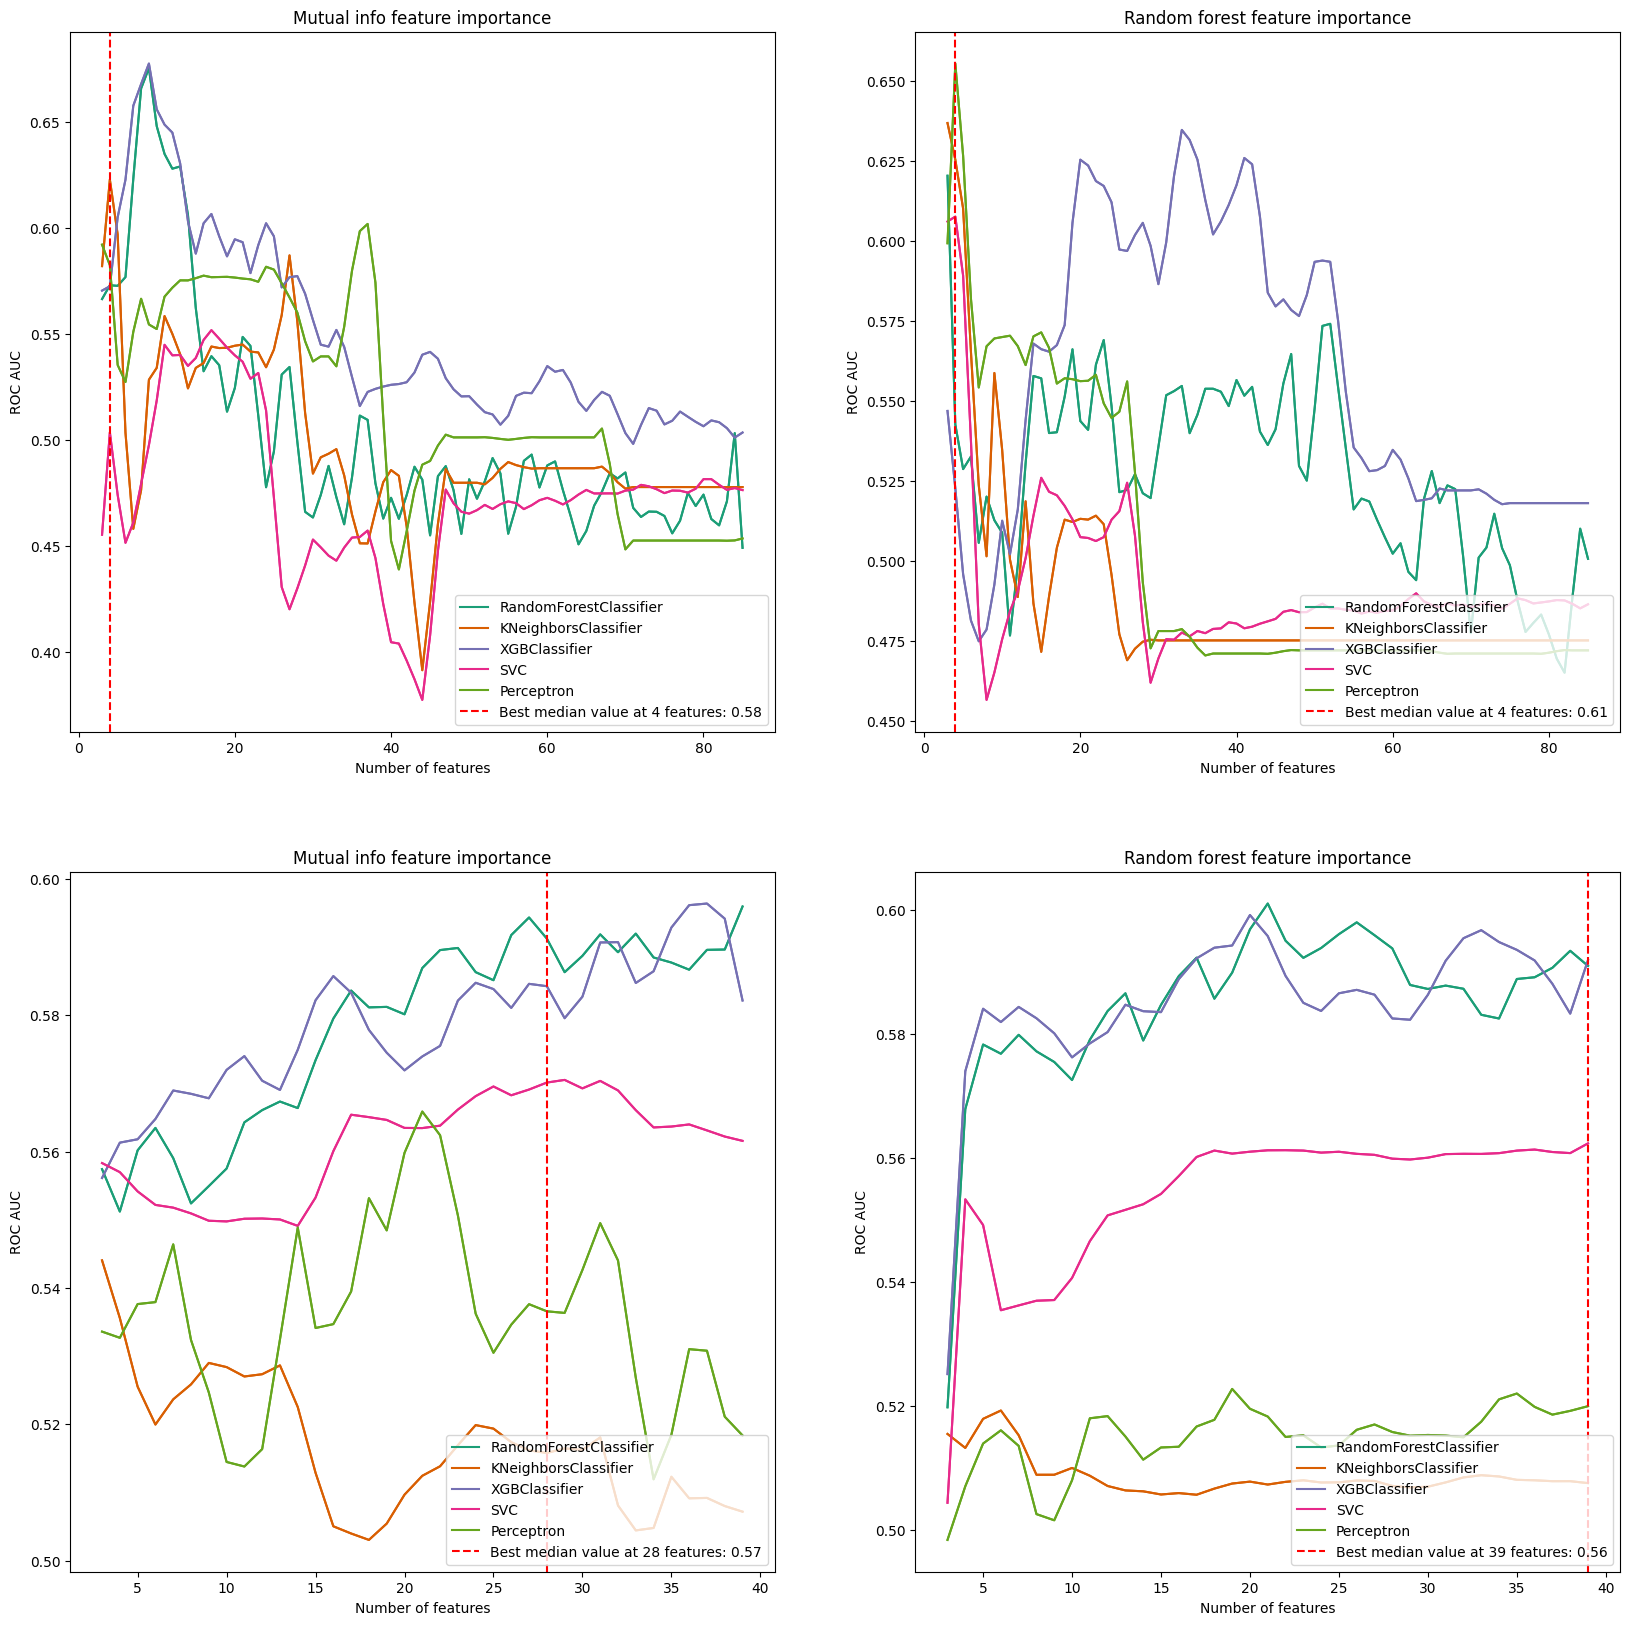 Mutual info feature importance
ROC AUC
0.65
0.60
0.55
0.50
0.45
0.40
RandomForestClassifier
KNeighborsClassifier
XGBClassifier
SVC
Perceptron
Best median value at 4 features: 0.58
0
20
40
60
80
Number of features
Random forest feature importance
ROC AUC
0.650
0.625
0.600
0.575
0.550
0.525
0.500
0.475
0.450
RandomForestClassifier
KNeighborsClassifier
XGBClassifier
SVC
Perceptron
Best median value at 4 features: 0.61
0
20
40
60
80
Number of features
Mutual info feature importance
ROC AUC
0.60
0.58
0.56
0.54
0.52
0.50
RandomForestClassifier
KNeighborsClassifier
XGBClassifier
SVC
Perceptron
Best median value at 28 features: 0.57
5
10
15
20
25
30
35
40
Number of features
Random forest feature importance
ROC AUC
0.60
0.58
0.56
0.54
0.52
0.50
RandomForestClassifier
KNeighborsClassifier
XGBClassifier
SVC
Perceptron
Best median value at 39 features: 0.56
5
10
15
20
25
30
35
40
Number of features